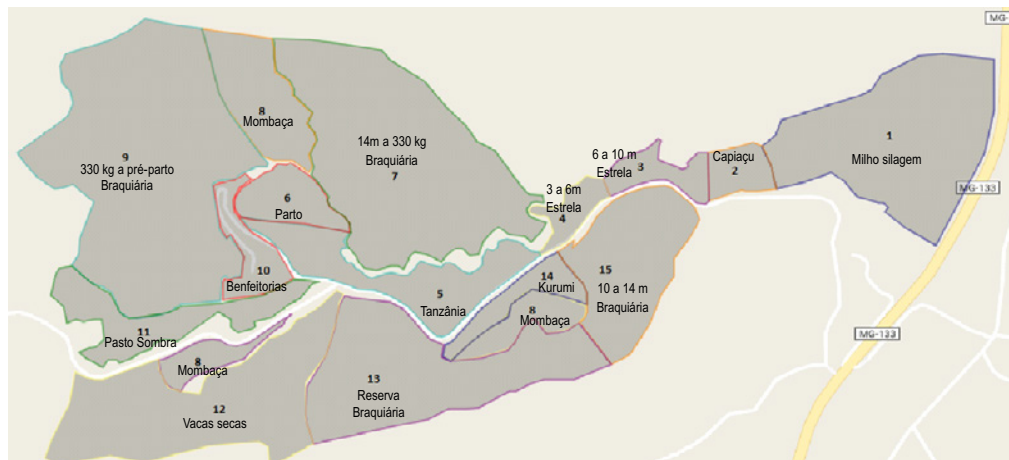 MG-
8
Mombaça
1
Milho silagem
14m a 330 kg
Braquiária
7
9
330 kg a pré-parto
Braquiária
6 a 10 m
Estrela
3
Capiaçu
2
MG-133
3 a 6m
Estrela
4
6
Parto
10
Benfeitorias
5
Tanzânia
14
Kurumi
15
10 a 14 m
Braquiária
8
Mombaça
11
Pasto Sombra
MG-133
8
Mombaça
13
Reserva
Braquiária
12
Vacas secas